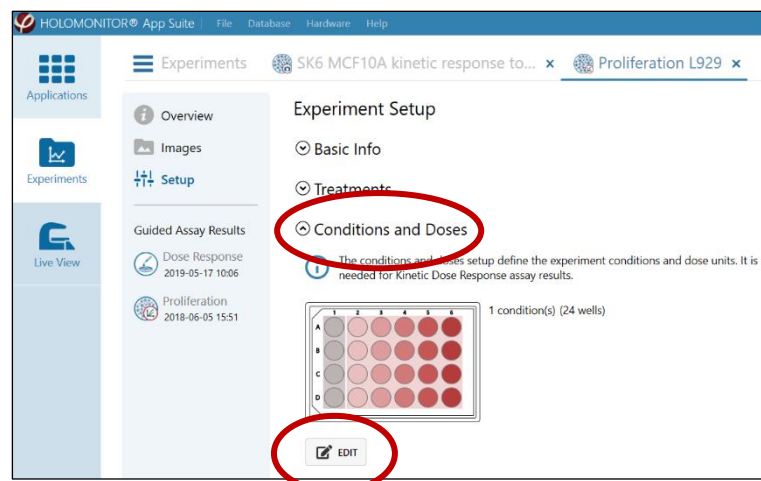 HOLOMONITOR® App Suite File Database Hardware Help
Experiments SK6 MCF10A kinetic response to... × Proliferation L929 ×
Applications
Experiments
Live View
Overview
Images
Setup
Guided Assay Results
Dose Response
2019-05-17 10:06
Proliferation
2018-06-05 15:51
Experiment Setup
Basic Info
Treatments
Conditions and Doses
The conditions and doses setup define the experiment conditions and dose units. It is
needed for Kinetic Dose Response assay results.
1 2 3 4 5 6
A
B
C
D
1 condition(s) (24 wells)
EDIT